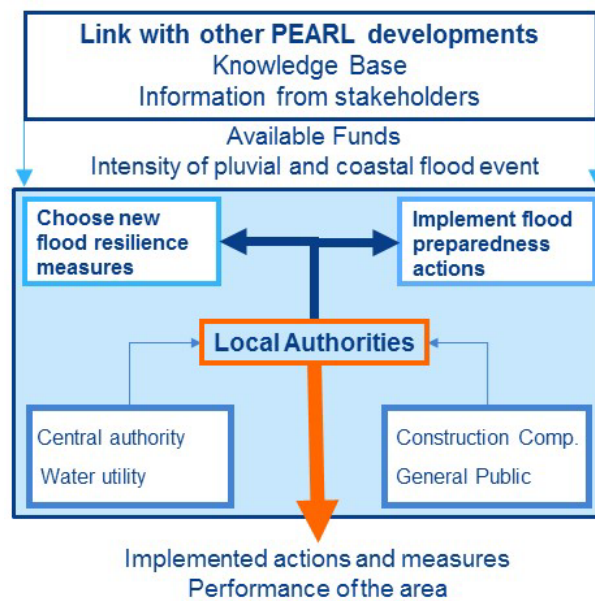 Link with other PEARL developments
Knowledge Base
Information from stakeholders
Available Funds
Intensity of pluvial and coastal flood event
Choose new
flood resilience
measures
Implement flood
preparedness
actions
Local Authorities
Central authority
Water utility
Construction Comp.
General Public
Implemented actions and measures
Performance of the area